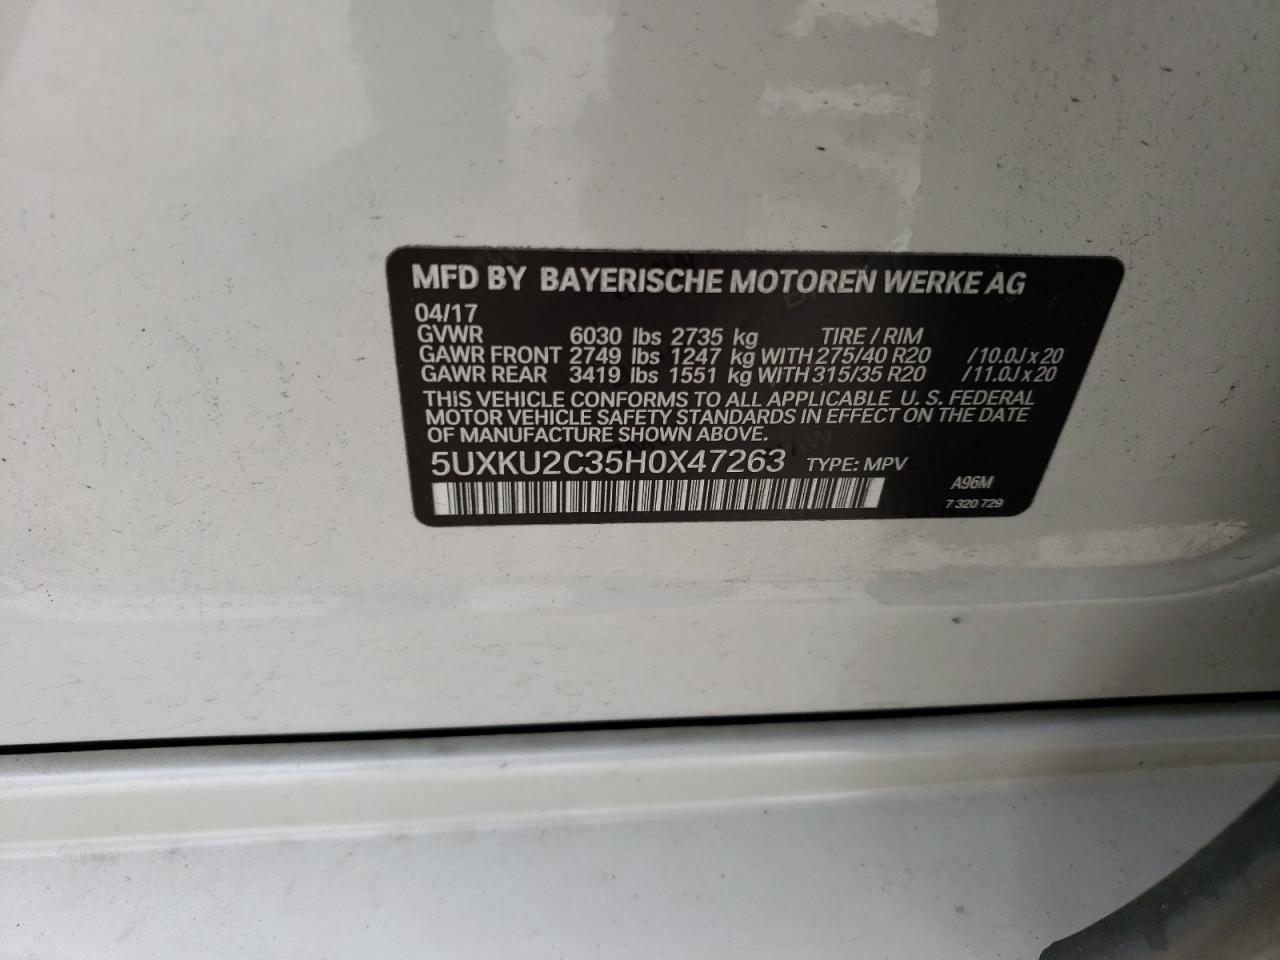 MFD BY BAYERISCHE MOTOREN WERKE AG
04/17
GVWR 6030 lbs 2735 kg TIRE / RIM
GAWR FRONT 2749 lbs 1247 kg WITH 275/40 R20 /10.0J x 20
GAWR REAR 3419 lbs 1551 kg WITH 315/35 R20 /11.0J x 20
THIS VEHICLE CONFORMS TO ALL APPLICABLE U. S. FEDERAL
MOTOR VEHICLE SAFETY STANDARDS IN EFFECT ON THE DATE
OF MANUFACTURE SHOWN ABOVE.
5UXKU2C35H0X47263 TYPE: MPV
A96M
7 320 729